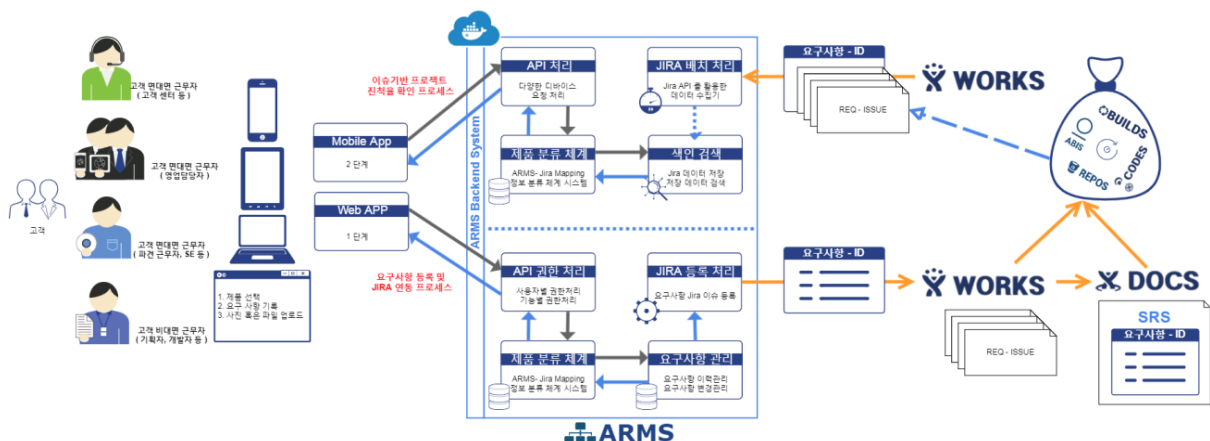 고객
고객 면대면 근무자
( 고객 센터 등 )
고객 면대면 근무자
( 영업담당자 )
고객 면대면 근무자
( 파견 근무자, SE 등 )
고객 비대면 근무자
( 기획자, 개발자 등 )
1. 제품 선택
2. 요구 사항 기록
3. 사진 혹은 파일 업로드
이슈기반 프로젝트
진척율 확인 프로세스
Mobile App
2 단계
Web APP
1 단계
요구사항 등록 및
JIRA 연동 프로세스
ARMS Backend System
API 처리
다양한 디바이스
요청 처리
JIRA 배치 처리
Jira API 를 활용한
데이터 수집기
제품 분류 체계
ARMS- Jira Mapping
정보 분류 체계 시스템
색인 검색
Jira 데이터 저장
저장 데이터 검색
API 권한 처리
사용자별 권한처리
기능별 권한처리
JIRA 등록 처리
요구사항 Jira 이슈 등록
제품 분류 체계
ARMS- Jira Mapping
정보 분류 체계 시스템
요구사항 관리
요구사항 이력관리
요구사항 변경관리
ARMS
요구사항 - ID
REQ - ISSUE
WORKS
BUILDS
ABIS
CODES
REPOS
요구사항 - ID
WORKS
REQ - ISSUE
DOCS
SRS
요구사항 - ID